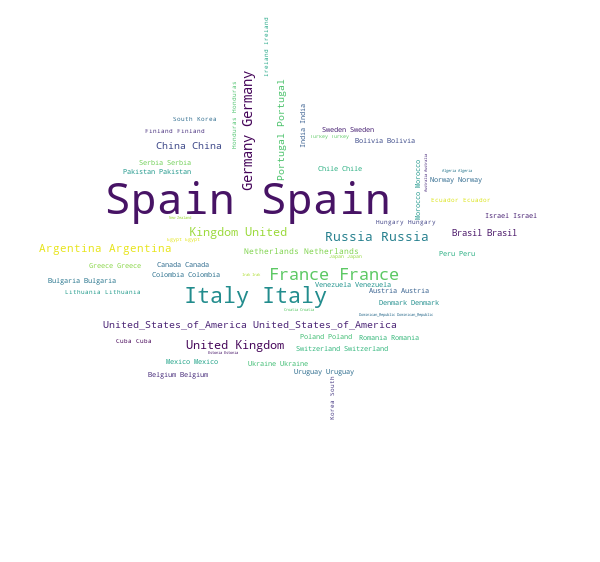 Ireland Ireland
Germany Germany
Portugal Portugal
Honduras Honduras
India India
South Korea
Sweden Sweden
Finland Finland
Turkey Turkey
Bolivia Bolivia
China China
Serbia Serbia
Pakistan Pakistan
Chile Chile
Morocco Morocco
Australia Australia
Algeria Algeria
Norway Norway
Spain Spain
Ecuador Ecuador
Israel Israel
Hungary Hungary
Kingdom United
Russia Russia
Brasil Brasil
Egypt Egypt
Argentina Argentina
Netherlands Netherlands
Japan Japan
Peru Peru
Greece Greece
Canada Canada
Colombia Colombia
France France
Bulgaria Bulgaria
Venezuela Venezuela
Lithuania Lithuania
Italy Italy
Austria Austria
Denmark Denmark
Croatia Croatia
Dominican_Republic Dominican_Republic
United_States_of_America United_States_of_America
Cuba Cuba
United Kingdom
Poland Poland
Romania Romania
Estonia Estonia
Switzerland Switzerland
Mexico Mexico
Ukraine Ukraine
Belgium Belgium
Uruguay Uruguay
Korea South